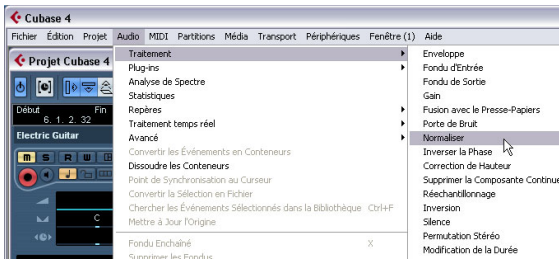 Cubase 4
Fichier Édition Projet Audio MIDI Partitions Média Transport Périphériques Fenêtre (1) Aide
Projet Cubase 4
Début Fin
6. 1. 2. 32
Electric Guitar
M S R W
C
Traitement
Plug-ins
Analyse de Spectre
Statistiques
Repères
Traitement temps réel
Avancé
Convertir les Événements en Conteneurs
Dissoudre les Conteneurs
Point de Synchronisation au Curseur
Convertir la Sélection en Fichier
Chercher les Événements Sélectionnés dans la Bibliothèque Ctrl+F
Mettre à Jour l'Origine
Fondu Enchaîné X
Supprimer les Fondus
Enveloppe
Fondu d'Entrée
Fondu de Sortie
Gain
Fusion avec le Presse-Papiers
Porte de Bruit
Normaliser
Inverser la Phase
Correction de Hauteur
Supprimer la Composante Continue
Rééchantillonnage
Inversion
Silence
Permutation Stéréo
Modification de la Durée